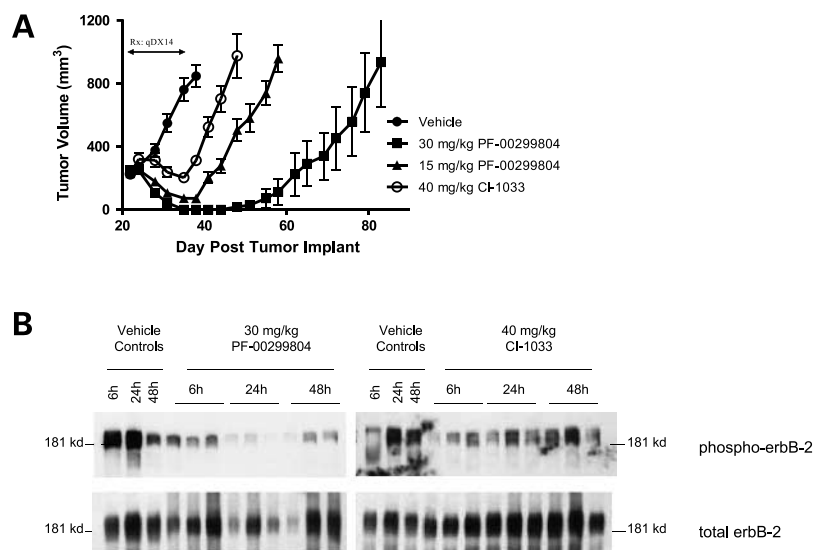 A
1200
800
400
0
Tumor Volume (mm3)
Rx: qDX14
20
40
60
80
Day Post Tumor Implant
Vehicle
30 mg/kg PF-00299804
15 mg/kg PF-00299804
40 mg/kg CI-1033
B
Vehicle
Controls
30 mg/kg
PF-00299804
Vehicle
Controls
40 mg/kg
CI-1033
6h
24h
48h
6h
24h
48h
6h
24h
48h
6h
24h
48h
181 kd
181 kd
phospho-erbB-2
181 kd
181 kd
total erbB-2